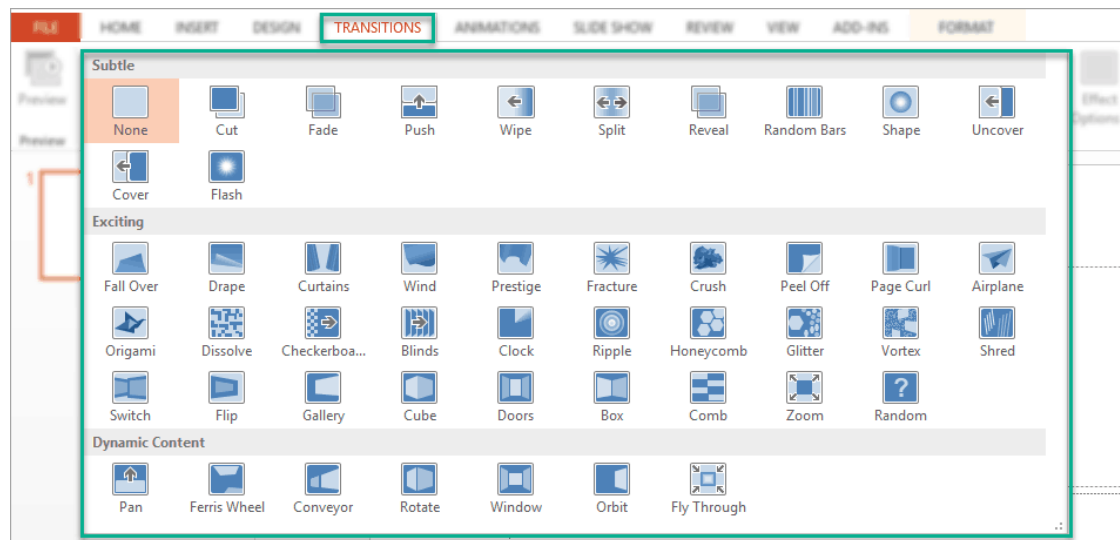 FILE HOME INSERT DESIGN TRANSITIONS ANIMATIONS SLIDE SHOW REVIEW VIEW ADD-INS FORMAT
Subtle
Preview
None Cut Fade Push Wipe Split Reveal Random Bars Shape Uncover
Effect
Options
Preview
1
Cover Flash
Exciting
Fall Over Drape Curtains Wind Prestige Fracture Crush Peel Off Page Curl Airplane
Origami Dissolve Checkerboa... Blinds Clock Ripple Honeycomb Glitter Vortex Shred
?
Switch Flip Gallery Cube Doors Box Comb Zoom Random
Dynamic Content
Pan Ferris Wheel Conveyor Rotate Window Orbit Fly Through